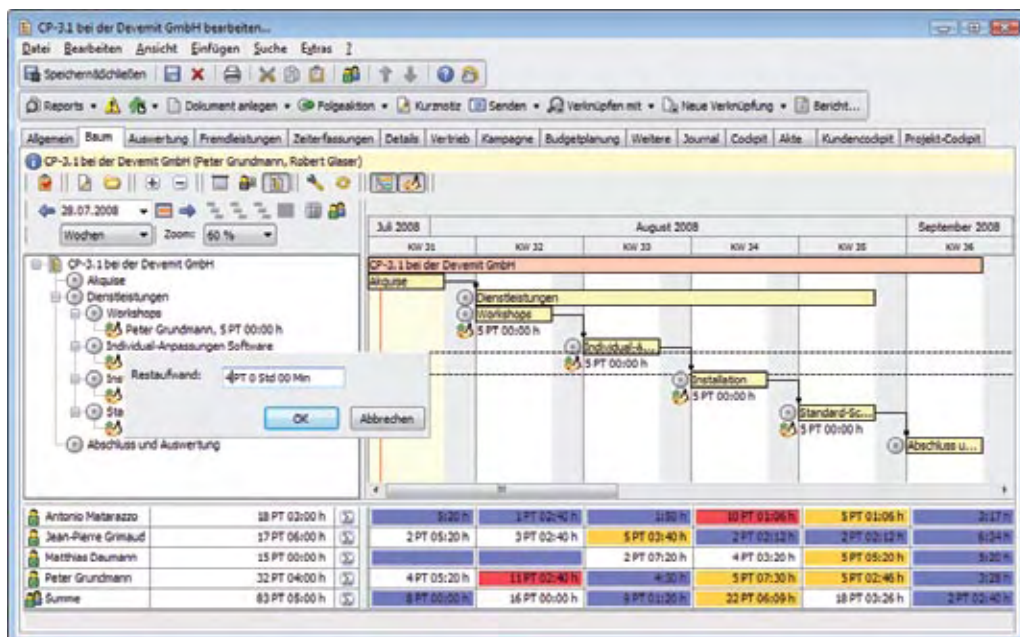 CP-3.1 bei der Devemit GmbH bearbeiten...
Datei Bearbeiten Ansicht Einfügen Suche Extras ?
Speichern&Schließen
Reports Dokument anlegen Folgeaktion Kurznotiz Senden Verknüpfen mit Neue Verknüpfung Bericht...
Allgemein Baum Auswertung Fremdleistungen Zeiterfassungen Details Vertrieb Kampagne Budgetplanung Weitere Journal Cockpit Akte Kundencockpit Projekt-Cockpit
CP-3.1 bei der Devemit GmbH (Peter Grundmann, Robert Glaser)
28.07.2008
Wochen Zoom: 60 %
Juli 2008 August 2008 September 2008
KW 31 KW 32 KW 33 KW 34 KW 35 KW 36
CP-3.1 bei der Devemit GmbH CP-3.1 bei der Devemit GmbH
Akquise Akquise
Dienstleistungen Dienstleistungen
Workshops Workshops
Peter Grundmann, 5 PT 00:00 h 5 PT 00:00 h
Individual-Anpassungen Software Individual-A...
5 PT 00:00 h
Restaufwand: 4PT 0 Std 00 Min
Ins Installation
5 PT 00:00 h
OK Abbrechen
Sta Standard-Sc...
5 PT 00:00 h
Abschluss und Auswertung Abschluss u...
Antonio Matarazzo 18 PT 03:00 h 5:20 h 1 PT 02:40 h 1:50 h 10 PT 01:06 h 5 PT 01:06 h 3:17 h
Jean-Pierre Grimaud 17 PT 06:00 h 2 PT 05:20 h 3 PT 02:40 h 5 PT 03:40 h 2 PT 02:12 h 2 PT 02:12 h 6:34 h
Matthias Daumann 15 PT 00:00 h 2 PT 07:20 h 4 PT 03:20 h 5 PT 05:20 h 5:20 h
Peter Grundmann 32 PT 04:00 h 4 PT 05:20 h 11 PT 02:40 h 4:30 h 5 PT 07:30 h 5 PT 02:46 h 3:28 h
Summe 83 PT 05:00 h 8 PT 00:00 h 16 PT 00:00 h 9 PT 01:20 h 22 PT 06:09 h 18 PT 03:26 h 2 PT 02:40 h